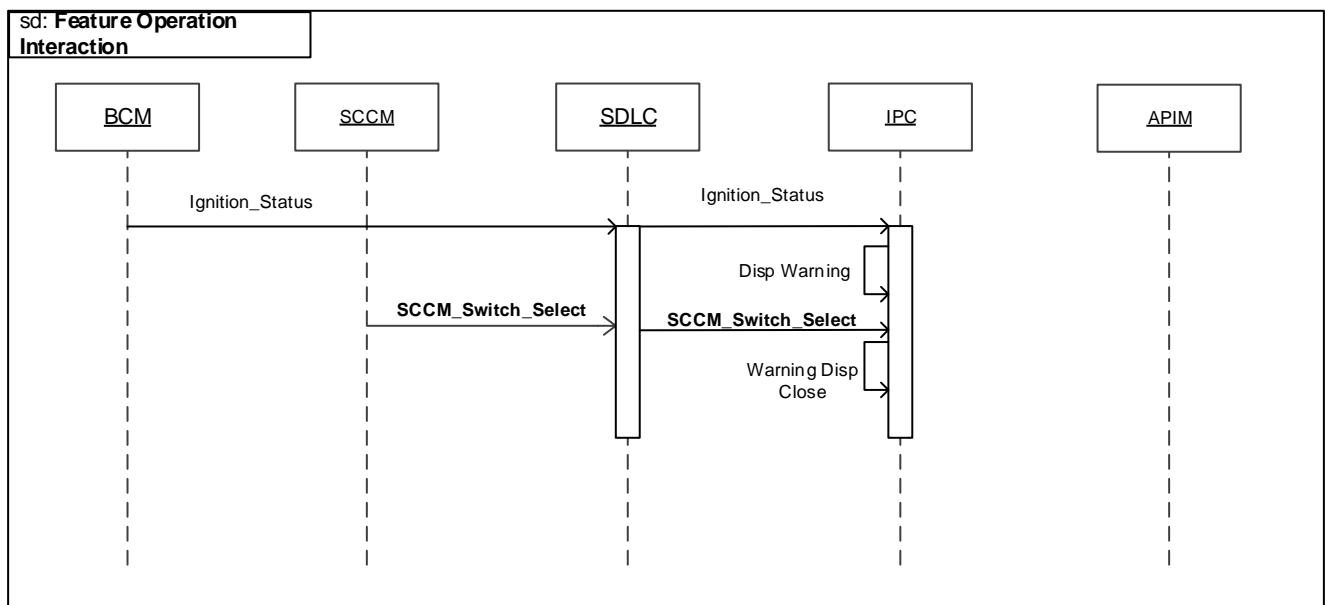 sd: Feature Operation
Interaction
BCM
SCCM
SDLC
IPC
APIM
Ignition_Status
Ignition_Status
Disp Warning
SCCM_Switch_Select
SCCM_Switch_Select
Warning Disp
Close